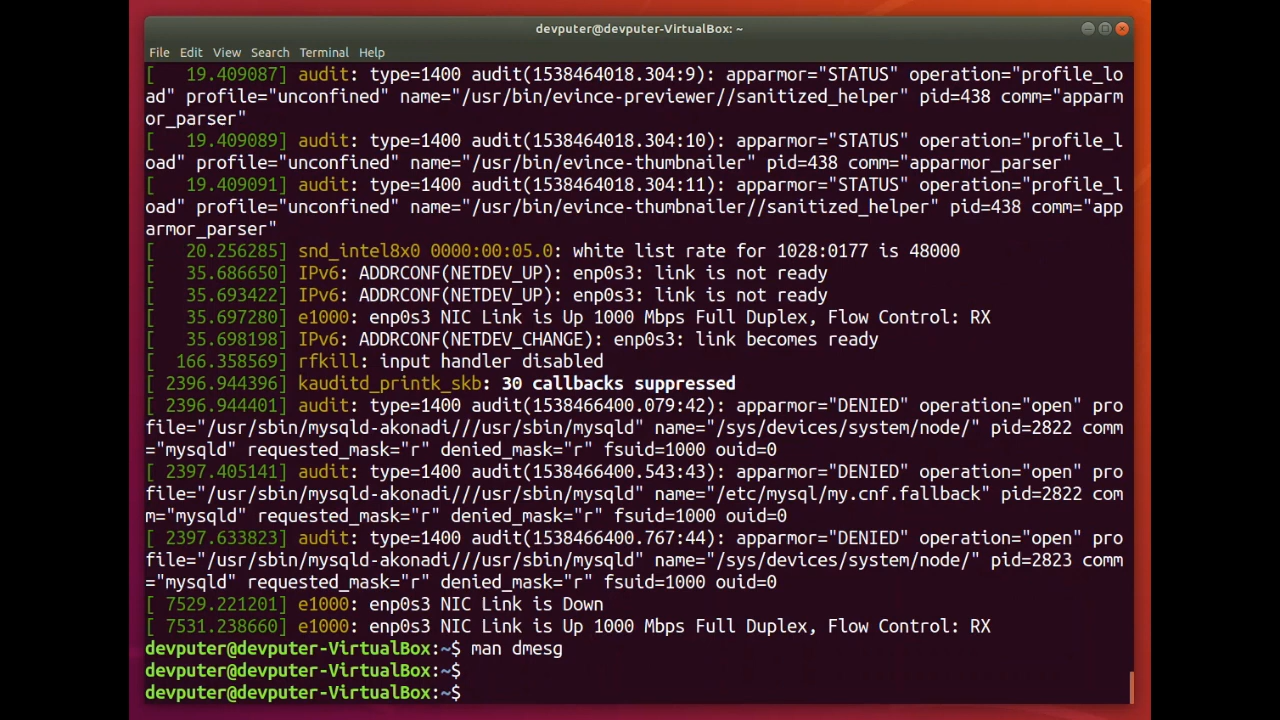 devputer@devputer-VirtualBox: ~
File Edit View Search Terminal Help
[   19.409087] audit: type=1400 audit(1538464018.304:9): apparmor="STATUS" operation="profile_lo
ad" profile="unconfined" name="/usr/bin/evince-previewer//sanitized_helper" pid=438 comm="apparm
or_parser"
[   19.409089] audit: type=1400 audit(1538464018.304:10): apparmor="STATUS" operation="profile_l
oad" profile="unconfined" name="/usr/bin/evince-thumbnailer" pid=438 comm="apparmor_parser"
[   19.409091] audit: type=1400 audit(1538464018.304:11): apparmor="STATUS" operation="profile_l
oad" profile="unconfined" name="/usr/bin/evince-thumbnailer//sanitized_helper" pid=438 comm="app
armor_parser"
[   20.256285] snd_intel8x0 0000:00:05.0: white list rate for 1028:0177 is 48000
[   35.686650] IPv6: ADDRCONF(NETDEV_UP): enp0s3: link is not ready
[   35.693422] IPv6: ADDRCONF(NETDEV_UP): enp0s3: link is not ready
[   35.697280] e1000: enp0s3 NIC Link is Up 1000 Mbps Full Duplex, Flow Control: RX
[   35.698198] IPv6: ADDRCONF(NETDEV_CHANGE): enp0s3: link becomes ready
[  166.358569] rfkill: input handler disabled
[ 2396.944396] kauditd_printk_skb: 30 callbacks suppressed
[ 2396.944401] audit: type=1400 audit(1538466400.079:42): apparmor="DENIED" operation="open" pro
file="/usr/sbin/mysqld-akonadi///usr/sbin/mysqld" name="/sys/devices/system/node/" pid=2822 comm
="mysqld" requested_mask="r" denied_mask="r" fsuid=1000 ouid=0
[ 2397.405141] audit: type=1400 audit(1538466400.543:43): apparmor="DENIED" operation="open" pro
file="/usr/sbin/mysqld-akonadi///usr/sbin/mysqld" name="/etc/mysql/my.cnf.fallback" pid=2822 com
m="mysqld" requested_mask="r" denied_mask="r" fsuid=1000 ouid=0
[ 2397.633823] audit: type=1400 audit(1538466400.767:44): apparmor="DENIED" operation="open" pro
file="/usr/sbin/mysqld-akonadi///usr/sbin/mysqld" name="/sys/devices/system/node/" pid=2823 comm
="mysqld" requested_mask="r" denied_mask="r" fsuid=1000 ouid=0
[ 7529.221201] e1000: enp0s3 NIC Link is Down
[ 7531.238660] e1000: enp0s3 NIC Link is Up 1000 Mbps Full Duplex, Flow Control: RX
devputer@devputer-VirtualBox:~$ man dmesg
devputer@devputer-VirtualBox:~$
devputer@devputer-VirtualBox:~$